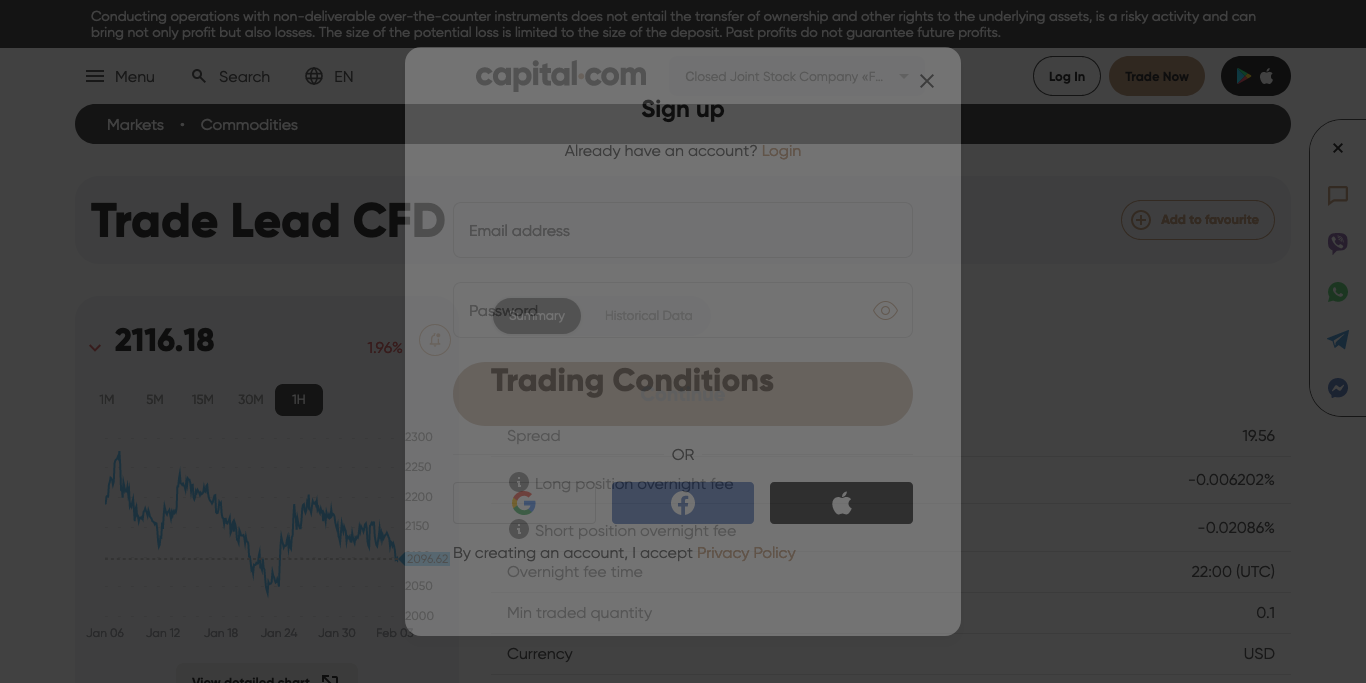 Conducting operations with non-deliverable over-the-counter instruments does not entail the transfer of ownership and other rights to the underlying assets, is a risky activity and can
bring not only profit but also losses. The size of the potential loss is limited to the size of the deposit. Past profits do not guarantee future profits.
Menu
Search
EN
capital.com
Closed Joint Stock Company «F...
Log In
Trade Now
Sign up
Markets • Commodities
Already have an account? Login
Trade Lead CFD
Email address
Add to favourite
Password
Summary
Historical Data
2116.18
1.96%
Trading Conditions
Continue
1M 5M 15M 30M 1H
2300
2250
2200
2150
2096.62
2050
2000
Jan 06 Jan 12 Jan 18 Jan 24 Jan 30 Feb 03
View detailed chart
Spread 19.56
OR
Long position overnight fee -0.006202%
Short position overnight fee -0.02086%
By creating an account, I accept Privacy Policy
Overnight fee time 22:00 (UTC)
Min traded quantity 0.1
Currency USD